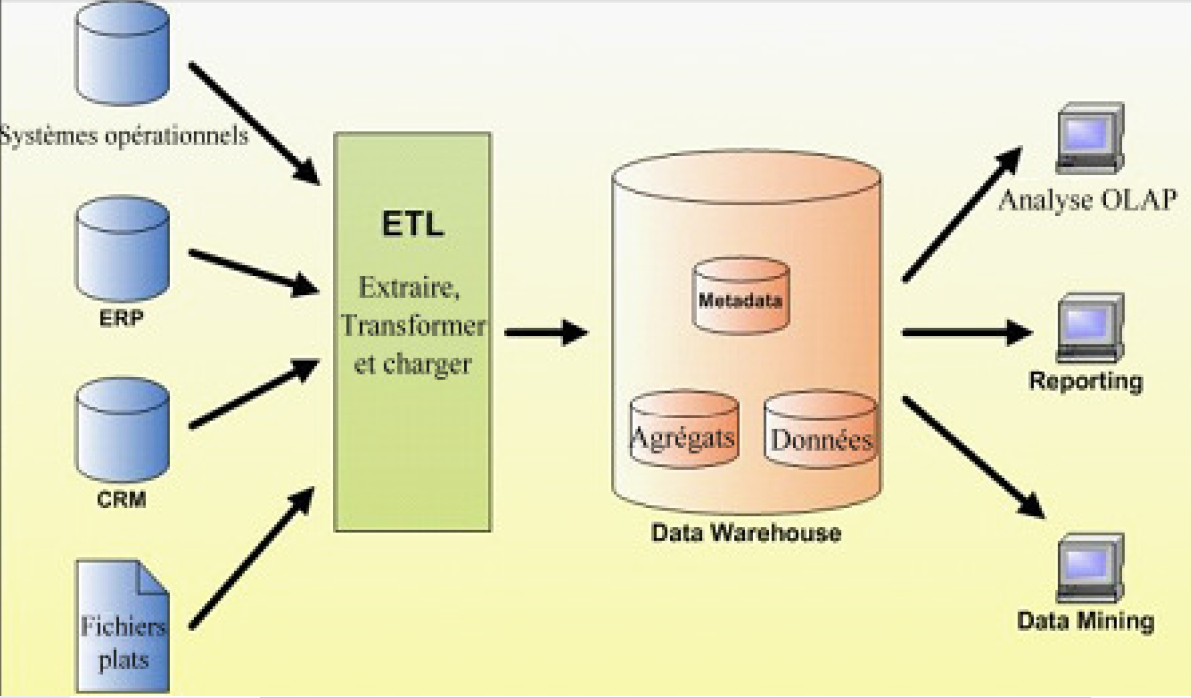 Systèmes opérationnels
ERP
CRM
Fichiers
plats
ETL
Extraire,
Transformer
et charger
Metadata
Agrégats
Données
Data Warehouse
Analyse OLAP
Reporting
Data Mining